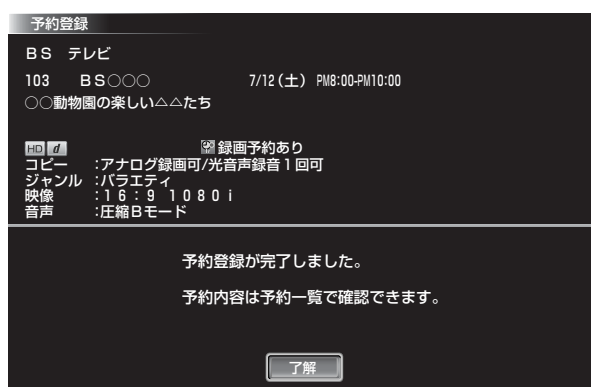 予約登録
BS テレビ
103 BS○○○ 7/12(土) PM8:00-PM10:00
○○動物園の楽しい△△たち
HD d 録画予約あり
コピー :アナログ録画可/光音声録音1回可
ジャンル :バラエティ
映像 :16:9 1080i
音声 :圧縮Bモード
予約登録が完了しました。
予約内容は予約一覧で確認できます。
了解